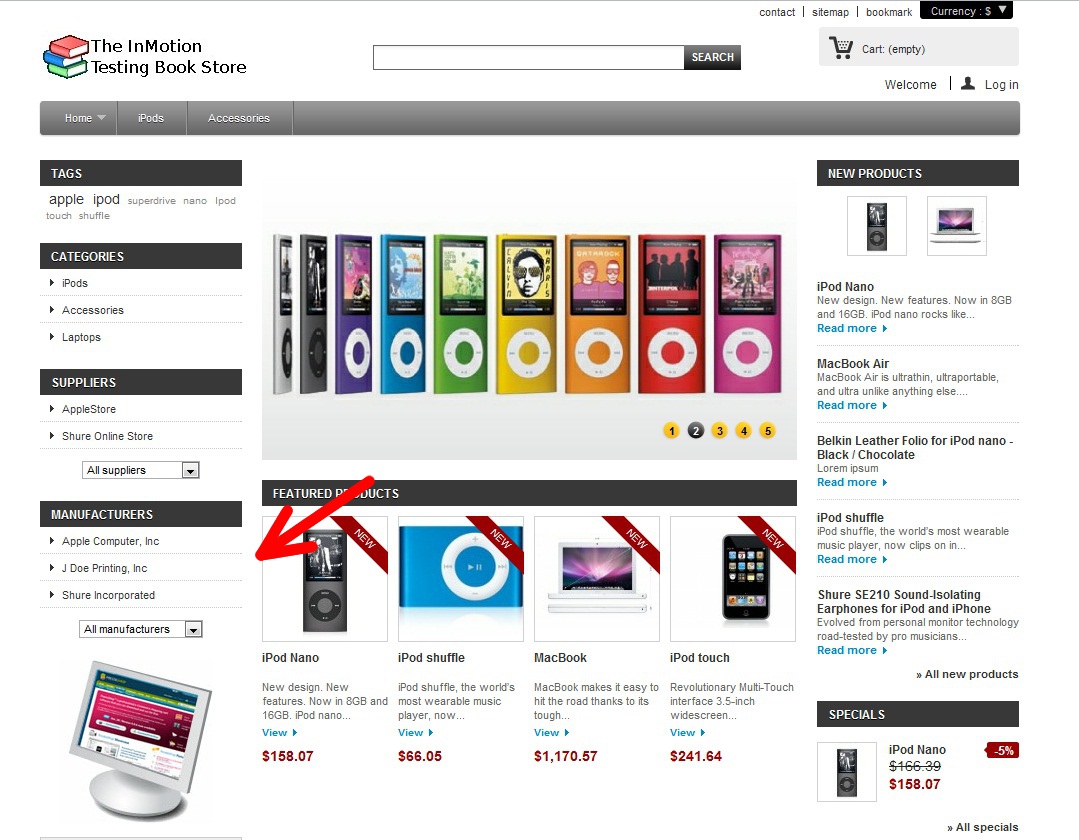 contact
sitemap
bookmark
Currency : $
The InMotion
Testing Book Store
SEARCH
Cart: (empty)
Welcome
Log in
Home
iPods
Accessories
TAGS
apple ipod superdrive nano Ipod
touch shuffle
CATEGORIES
iPods
Accessories
Laptops
SUPPLIERS
AppleStore
Shure Online Store
All suppliers
MANUFACTURERS
Apple Computer, Inc
J Doe Printing, Inc
Shure Incorporated
All manufacturers
CALVIN
HARRIS
DATAROCK
INTERPOL
1 2 3 4 5
FEATURED PRODUCTS
NEW
NEW
NEW
NEW
iPod Nano
New design. New
features. Now in 8GB and
16GB. iPod nano...
View
$158.07
iPod shuffle
iPod shuffle, the world's
most wearable music
player, now...
View
$66.05
MacBook
MacBook makes it easy to
hit the road thanks to its
tough...
View
$1,170.57
iPod touch
Revolutionary Multi-Touch
interface 3.5-inch
widescreen...
View
$241.64
NEW PRODUCTS
iPod Nano
New design. New features. Now in 8GB
and 16GB. iPod nano rocks like...
Read more
MacBook Air
MacBook Air is ultrathin, ultraportable,
and ultra unlike anything else....
Read more
Belkin Leather Folio for iPod nano -
Black / Chocolate
Lorem ipsum
Read more
iPod shuffle
iPod shuffle, the world's most wearable
music player, now clips on in...
Read more
Shure SE210 Sound-Isolating
Earphones for iPod and iPhone
Evolved from personal monitor technology
road-tested by pro musicians...
Read more
» All new products
SPECIALS
iPod Nano
-5%
$166.39
$158.07
» All specials